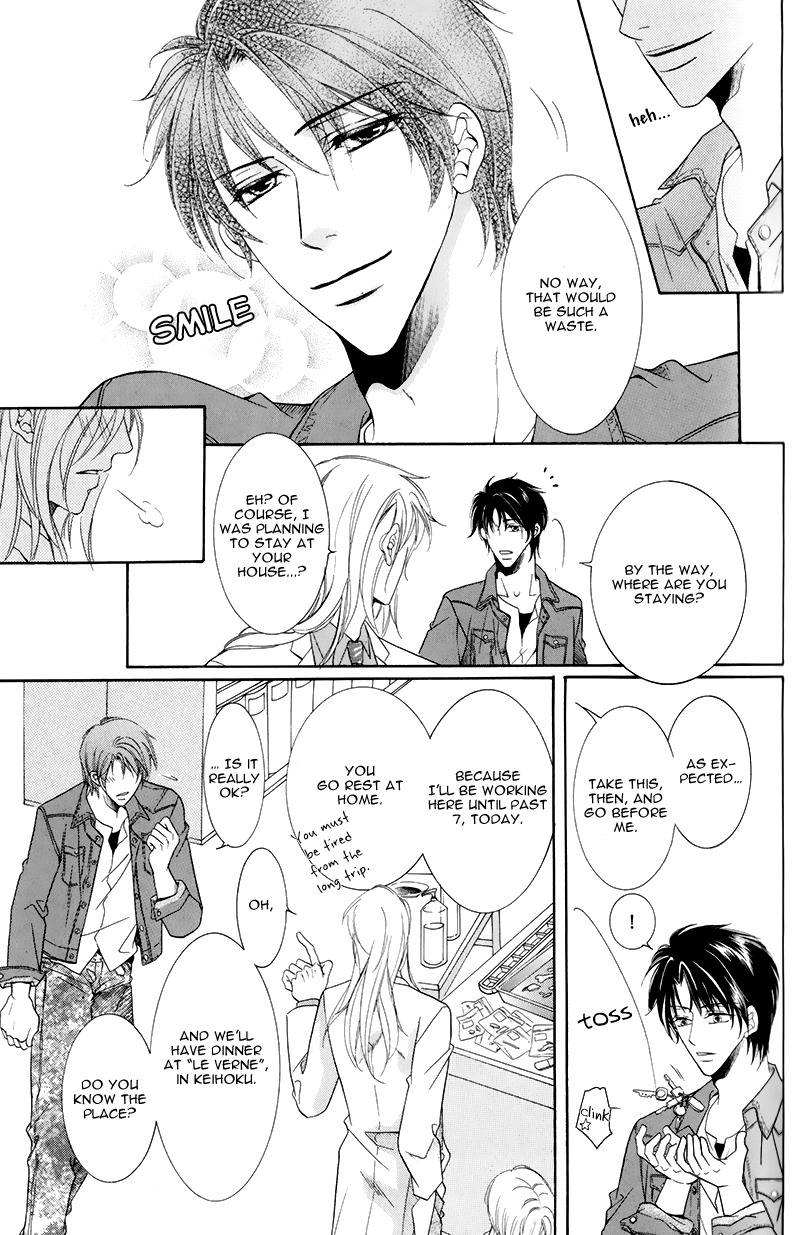 heh...
NO WAY,
THAT WOULD
BE SUCH A
WASTE.
SMILE
BY THE WAY,
WHERE ARE YOU
STAYING?
EH? OF
COURSE, I
WAS PLANNING
TO STAY AT
YOUR
HOUSE...?
AS EX-
PECTED...
TAKE THIS,
THEN, AND
GO BEFORE
ME.
!
TOSS
clink
BECAUSE
I'LL BE WORKING
HERE UNTIL PAST
7, TODAY.
YOU
GO REST AT
HOME.
You must
be tired
from the
long trip.
... IS IT
REALLY
OK?
OH,
AND WE'LL
HAVE DINNER
AT "LE VERNE",
IN KEIHOKU.
DO YOU
KNOW THE
PLACE?